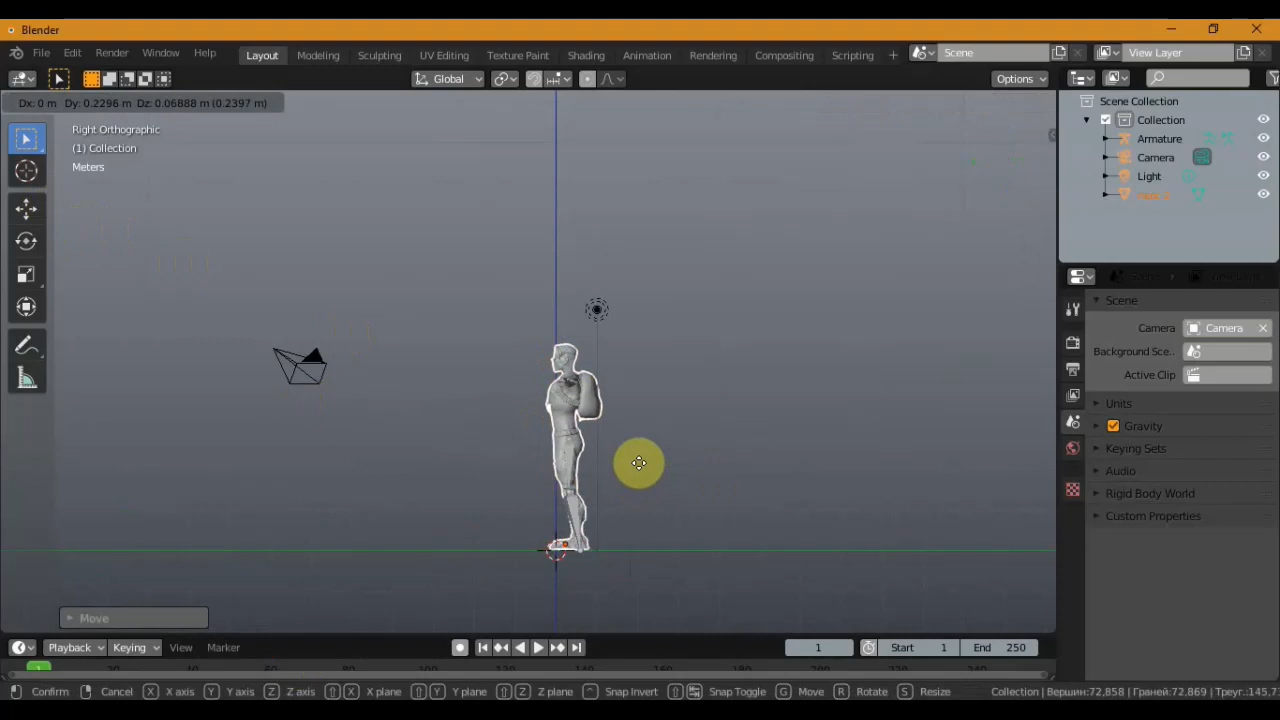 Blender
File Edit Render Window Help
Layout Modeling Sculpting UV Editing Texture Paint Shading Animation Rendering Compositing Scripting +
Scene
View Layer
Global
Options
Dx: 0 m Dy: 0.2296 m Dz: 0.06888 m (0.2397 m)
Right Orthographic
(1) Collection
Meters
Scene Collection
Collection
Armature
Camera
Light
Scene
Camera
Camera
Background Sce..
Active Clip
Units
Gravity
Keying Sets
Audio
Rigid Body World
Custom Properties
Move
Playback
Keying
View
Marker
1
Start 1
End 250
1
Confirm Cancel X X axis Y Y axis Z Z axis X X plane Y Y plane Z Z plane Snap Invert Snap Toggle G Move R Rotate S Resize Collection | Вершин:72,858 | Граней:72,869 | Треуг.:145,7